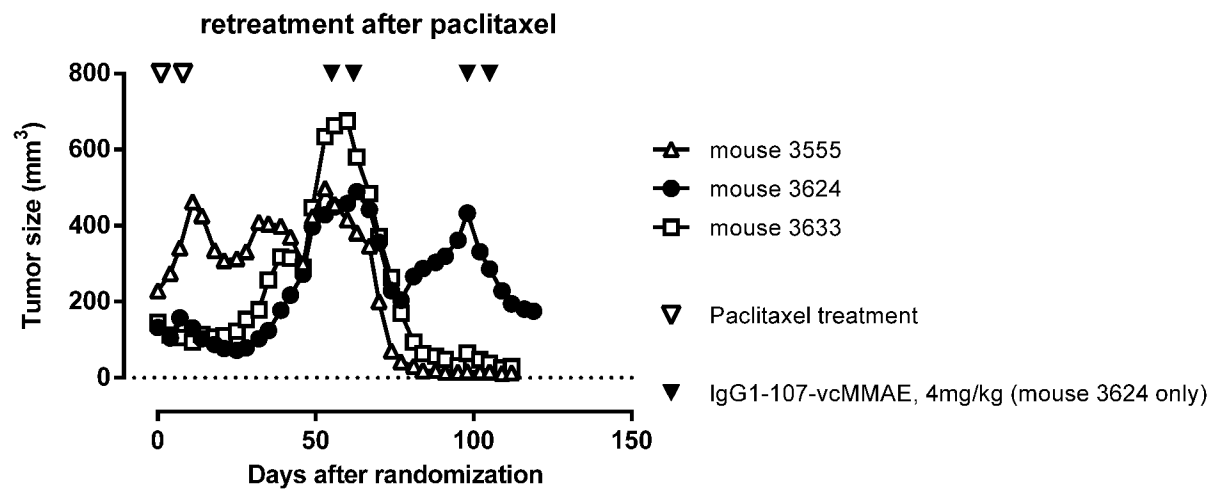 retreatment after paclitaxel
800
600
400
200
0
Tumor size (mm³)
0 50 100 150
Days after randomization
mouse 3555
mouse 3624
mouse 3633
Paclitaxel treatment
IgG1-107-vcMMAE, 4mg/kg (mouse 3624 only)